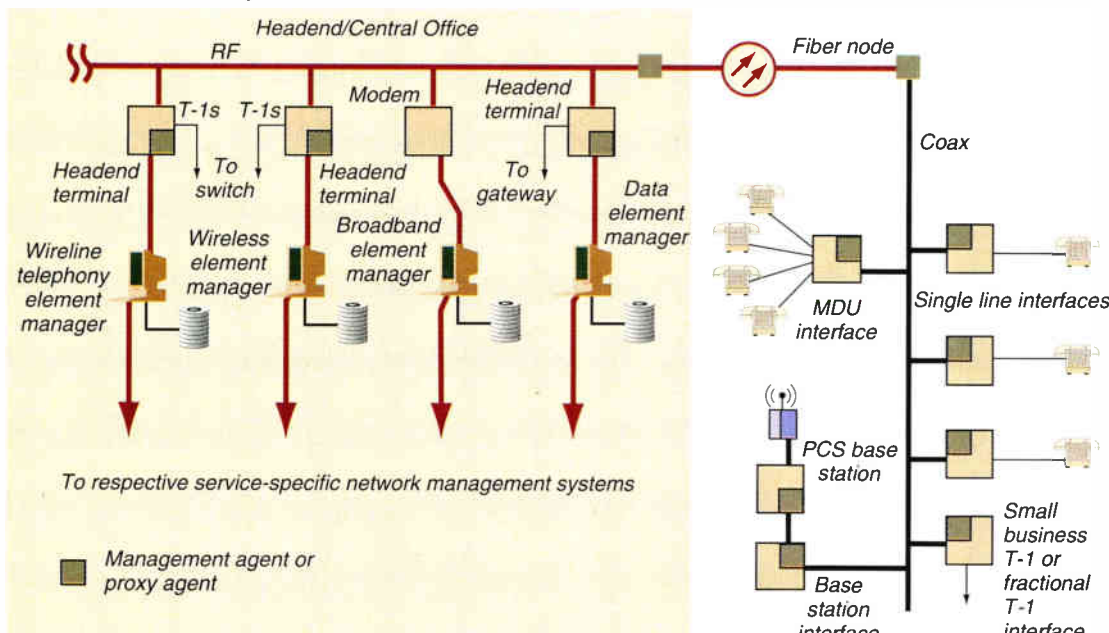 Headend/Central Office
RF
Fiber node
T-1s
T-1s
Modem
Headend
terminal
Coax
Headend
terminal
To
switch
Headend
terminal
To
gateway
Data
element
manager
Wireline
telephony
element
manager
Wireless
element
manager
Broadband
element
manager
MDU
interface
Single line interfaces
PCS base
station
To respective service-specific network management systems
Management agent or
proxy agent
Base
station
interface
Small
business
T-1 or
fractional
T-1
interface